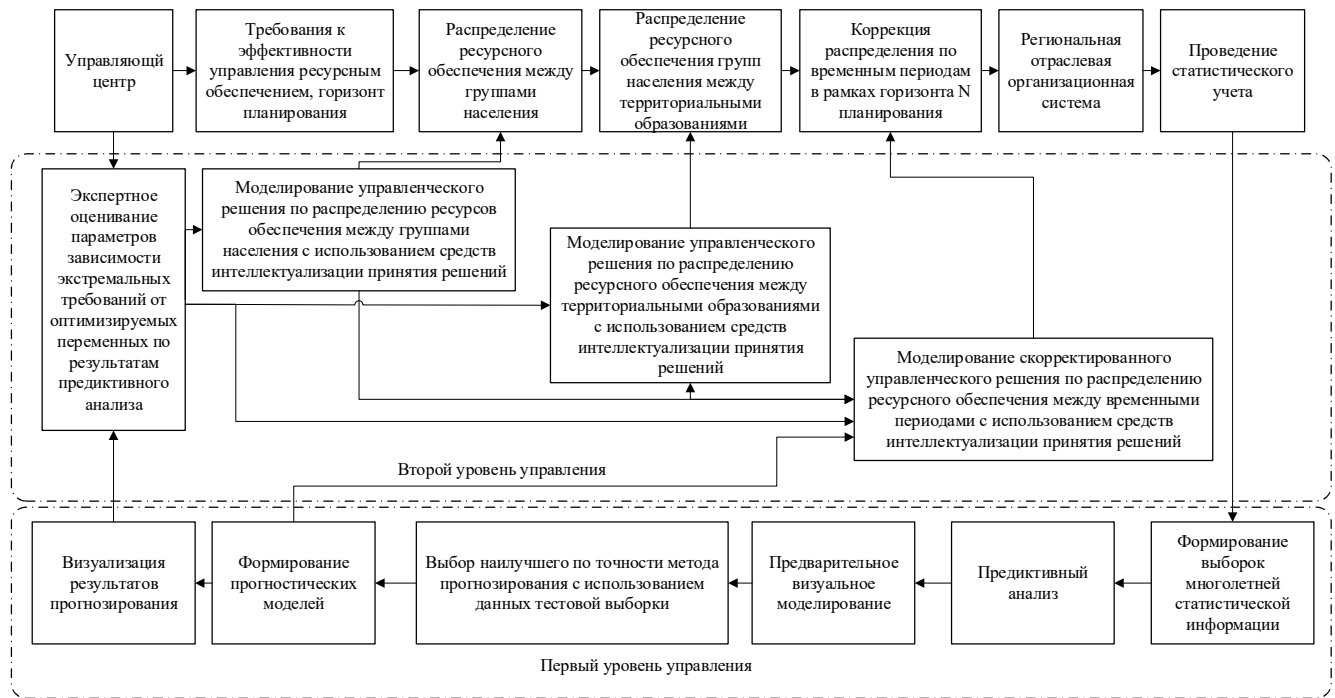 Управляющй
центр
Требования к
эффективности
управления ресурсным
обеспечением, горизонт
планирования
Распределение
ресурсного
обеспечения между
группами
населения
Распределение
ресурсного
обеспечения групп
населения между
территориальными
образованиями
Коррекция
распределения по
временным периодам
в рамках горизонта N
планирования
Региональная
отраслевая
организационная
система
Проведение
статистического
учета
Экспертное
оценивание
параметров
зависимости
экстремальных
требований от
оптимизируемых
переменных по
результатам
предиктивного
анализа
Моделирование управленческого
решения по распределению ресурсов
обеспечения между группами
населения с использованием средств
интеллектуализации принятия решений
Моделирование управленческого
решения по распределению
ресурсного обеспечения между
территориальными образованиями
с использованием средств
интеллектуализации принятия
решений
Моделирование скорректированного
управленческого решения по распределению
ресурсного обеспечения между временными
периодами с использованием средств
интеллектуализации принятия решений
Второй уровень управления
Визуализация
результатов
прогнозирования
Формирование
прогностических
моделей
Выбор наилучшего по точности метода
прогнозирования с использованием
данных тестовой выборки
Предварительное
визуальное
моделирование
Предиктивный
анализ
Формирование
выборок
многолетней
статистической
информации
Первый уровень управления